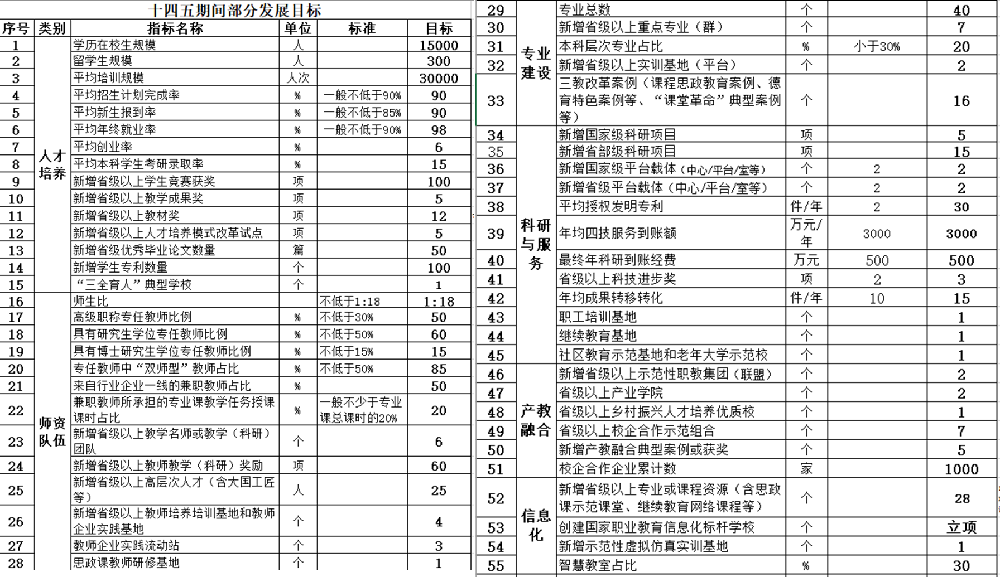 十四五期间部分发展目标
序号 类别 指标名称 单位 标准 目标
1 学历在校生规模 人 15000
2 留学生规模 人 300
3 平均培训规模 人次 30000
4 平均招生计划完成率 % 一般不低于90% 90
5 平均新生报到率 % 一般不低于85% 90
6 平均年终就业率 % 一般不低于90% 98
7 平均创业率 % 6
人才
培养
8 平均本科学生考研录取率 % 15
9 新增省级以上学生竞赛获奖 项 100
10 新增省级以上教学成果奖 项 5
11 新增省级以上教材奖 项 12
12 新增省级以上人才培养模式改革试点 项 5
13 新增省级优秀毕业论文数量 篇 50
14 新增学生专利数量 个 100
15 “三全育人”典型学校 个 1
16 师生比 不低于1:18 1:18
17 高级职称专任教师比例 % 不低于30% 50
18 具有研究生学位专任教师比例 % 不低于50% 60
19 具有博士研究生学位专任教师比例 % 不低于15% 15
20 专任教师中“双师型”教师占比 % 不低于50% 85
21 来自行业企业一线的兼职教师占比 % 50
22 兼职教师所承担的专业课教学任务授课
课时占比 % 一般不少于专业
课总课时的20% 20
师资
队伍
23 新增省级以上教学名师或教学（科研）
团队 个 6
24 新增省级以上教师教学（科研）奖励 项 60
25 新增省级以上高层次人才（含大国工匠
等） 人 25
26 新增省级以上教师培养培训基地和教师
企业实践基地 个 4
27 教师企业实践流动站 个 3
28 思政课教师研修基地 个 1
29 专业总数 个 40
30 新增省级以上重点专业（群） 个 7
31 本科层次专业占比 % 小于30% 20
专业
建设
32 新增省级以上实训基地（平台） 个 2
33 三教改革案例（课程思政教育案例、德
育特色案例等、“课堂革命”典型案例
等） 个 16
34 新增国家级科研项目 项 5
35 新增省部级科研项目 项 15
36 新增国家级平台载体（中心/平台/室等） 个 2 2
37 新增省级平台载体（中心/平台/室等） 个 2 2
38 平均授权发明专利 件/年 2 30
科研
与服
务
39 年均四技服务到账额 万元/
年 3000 3000
40 最终年科研到账经费 万元 500 500
41 省级以上科技进步奖 项 2 3
42 年均成果转移转化 件/年 10 15
43 职工培训基地 个 1
44 继续教育基地 个 1
45 社区教育示范基地和老年大学示范校 个 1
46 新增省级以上示范性职教集团（联盟） 个 2
47 省级以上产业学院 个 2
产教
融合
48 省级以上乡村振兴人才培养优质校 个 1
49 省级以上校企合作示范组合 个 7
50 新增产教融合典型案例或获奖 个 5
51 校企合作企业累计数 家 1000
52 新增省级以上专业或课程资源（含思政
课示范课堂、继续教育网络课程等） 个 28
信息
化
53 创建国家职业教育信息化标杆学校 个 立项
54 新增示范性虚拟仿真实训基地 个 1
55 智慧教室占比 % 30